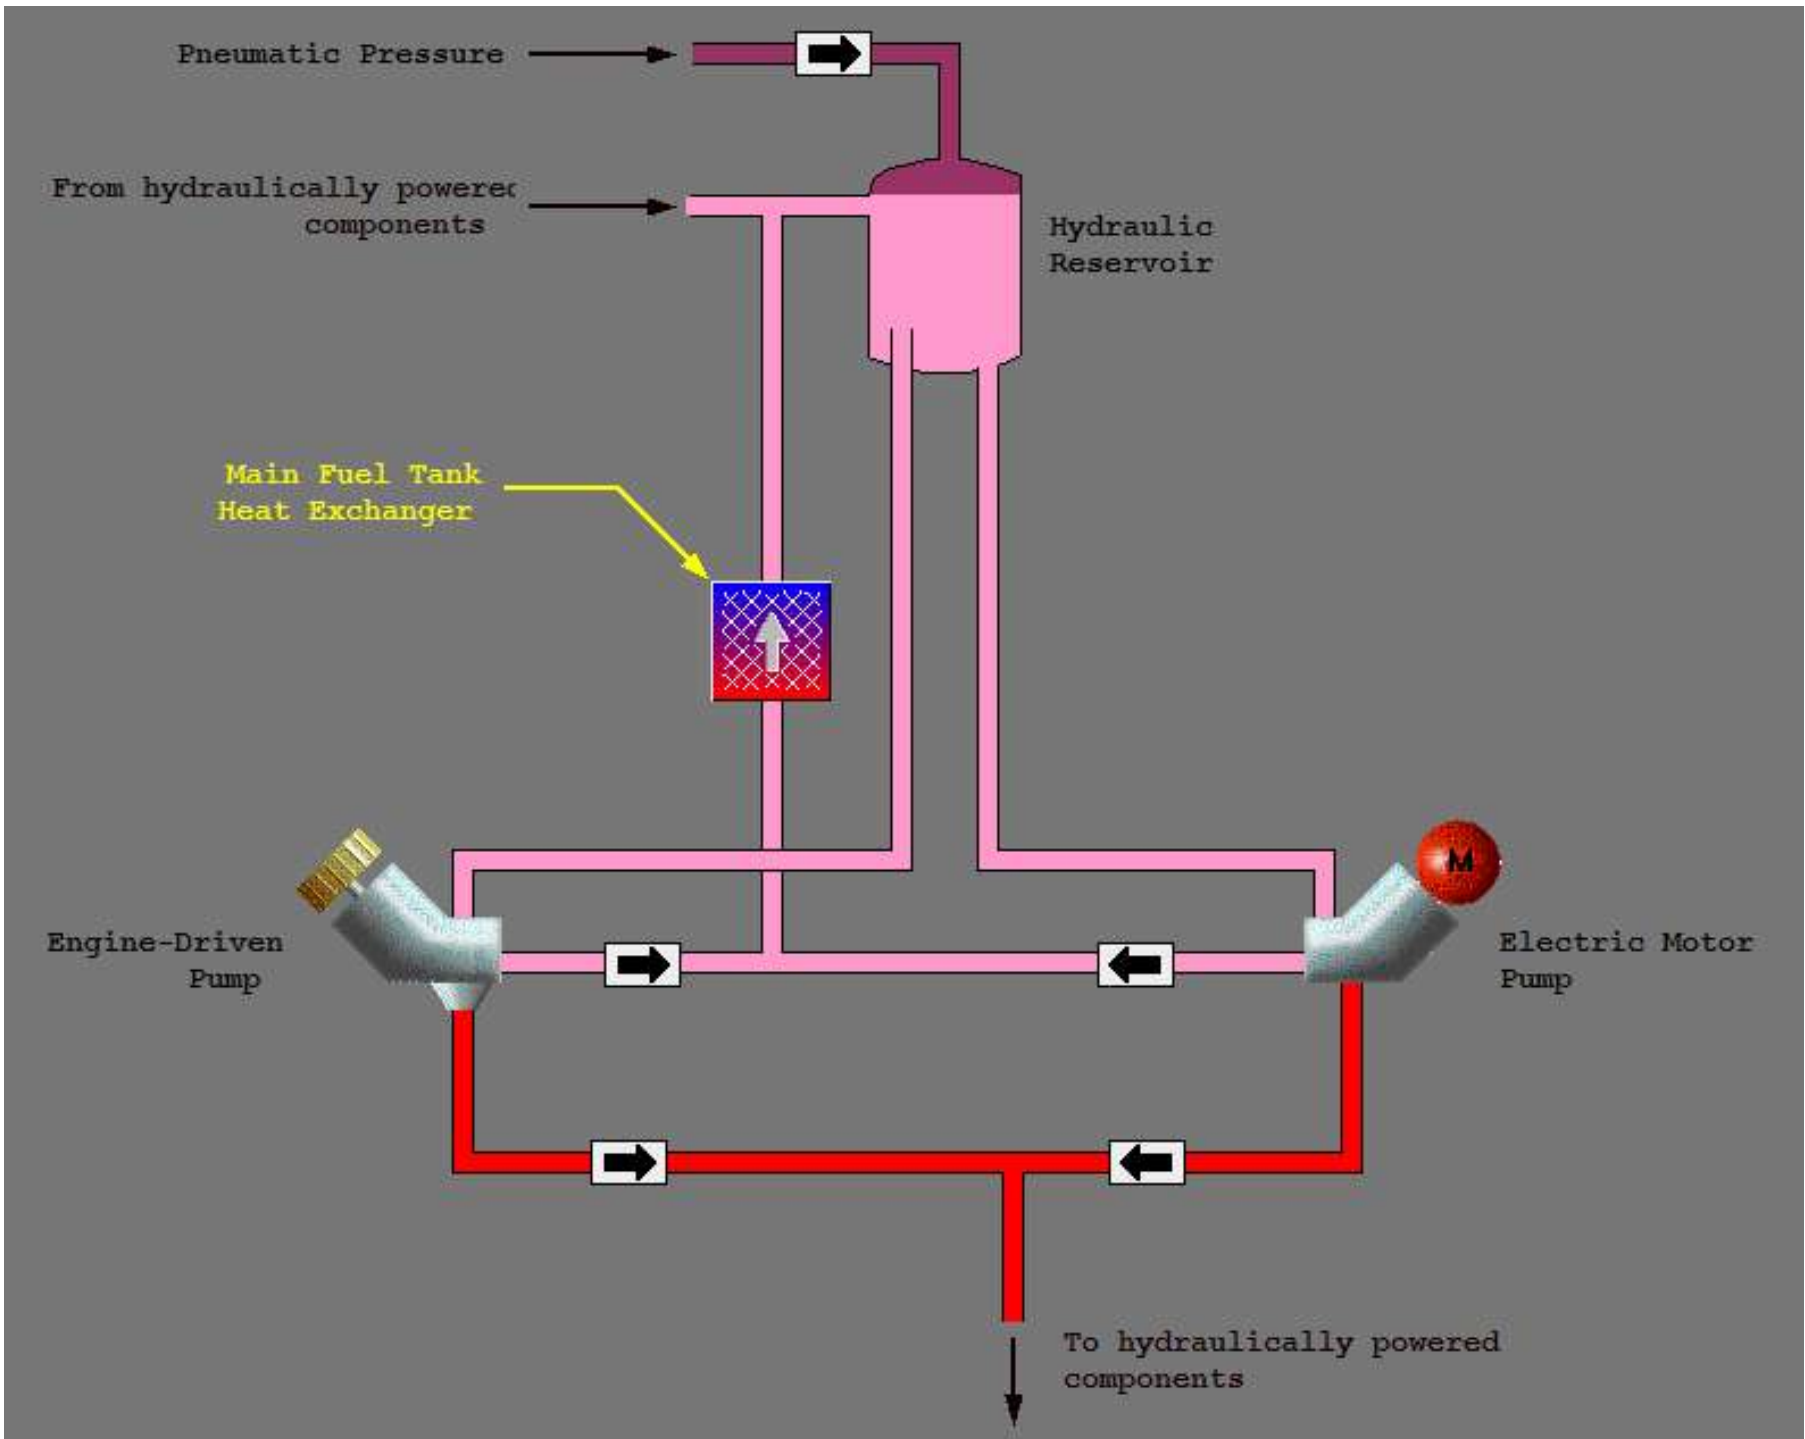 Pneumatic Pressure
From hydraulically powered
components
Hydraulic
Reservoir
Main Fuel Tank
Heat Exchanger
M
Engine-Driven
Pump
Electric Motor
Pump
To hydraulically powered
components